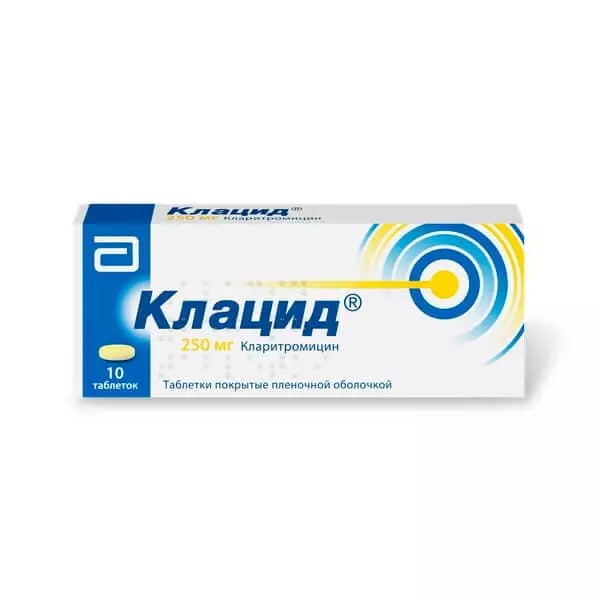 Клацид®
250 мг Кларитромицин
Клацид®
250 мг Кларитромицин
10
таблеток
Таблетки покрытые пленочной оболочкой